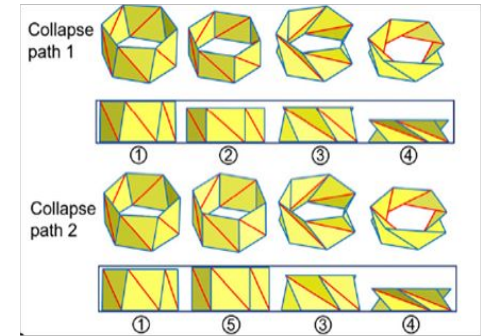 Collapse
path 1
① ② ③ ④
Collapse
path 2
① ⑤ ③ ④